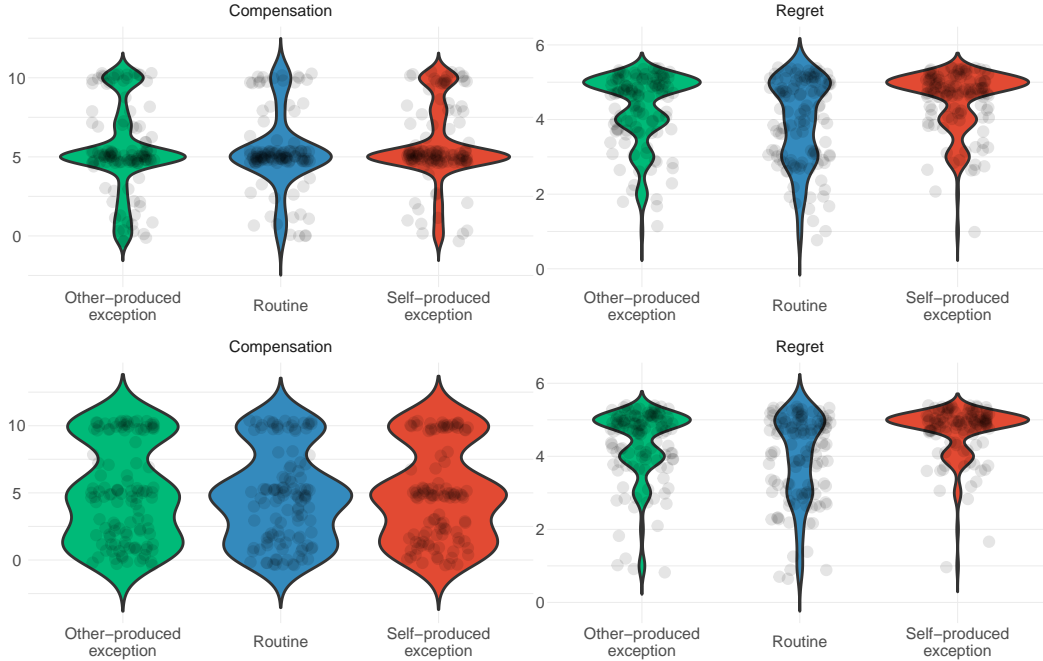 Compensation
Regret
10
5
0
6
4
2
0
Other−produced
exception
Routine
Self−produced
exception
Other−produced
exception
Routine
Self−produced
exception
Compensation
Regret
10
5
0
6
4
2
0
Other−produced
exception
Routine
Self−produced
exception
Other−produced
exception
Routine
Self−produced
exception